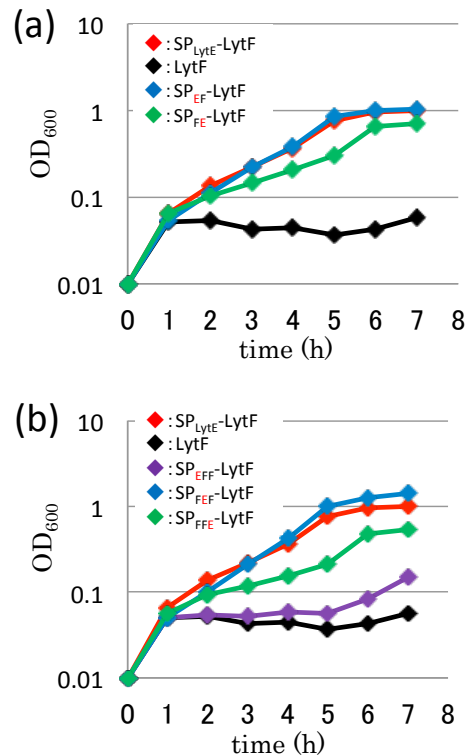 (a)
10
1
0.1
0.01
OD600
: SPLytE-LytF
: LytF
: SPEF-LytF
: SPFE-LytF
0 1 2 3 4 5 6 7 8
time (h)
(b)
10
1
0.1
0.01
OD600
: SPLytE-LytF
: LytF
: SPEFF-LytF
: SPFEF-LytF
: SPFFE-LytF
0 1 2 3 4 5 6 7 8
time (h)